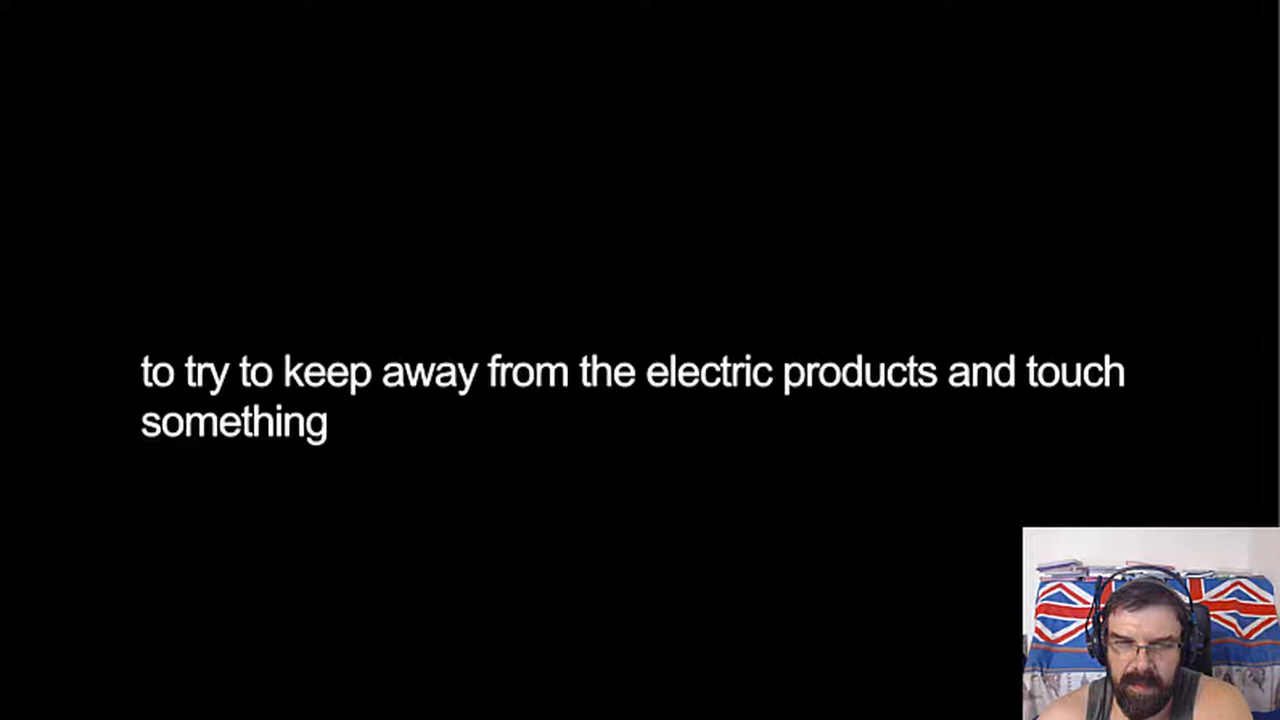 to try to keep away from the electric products and touch
something